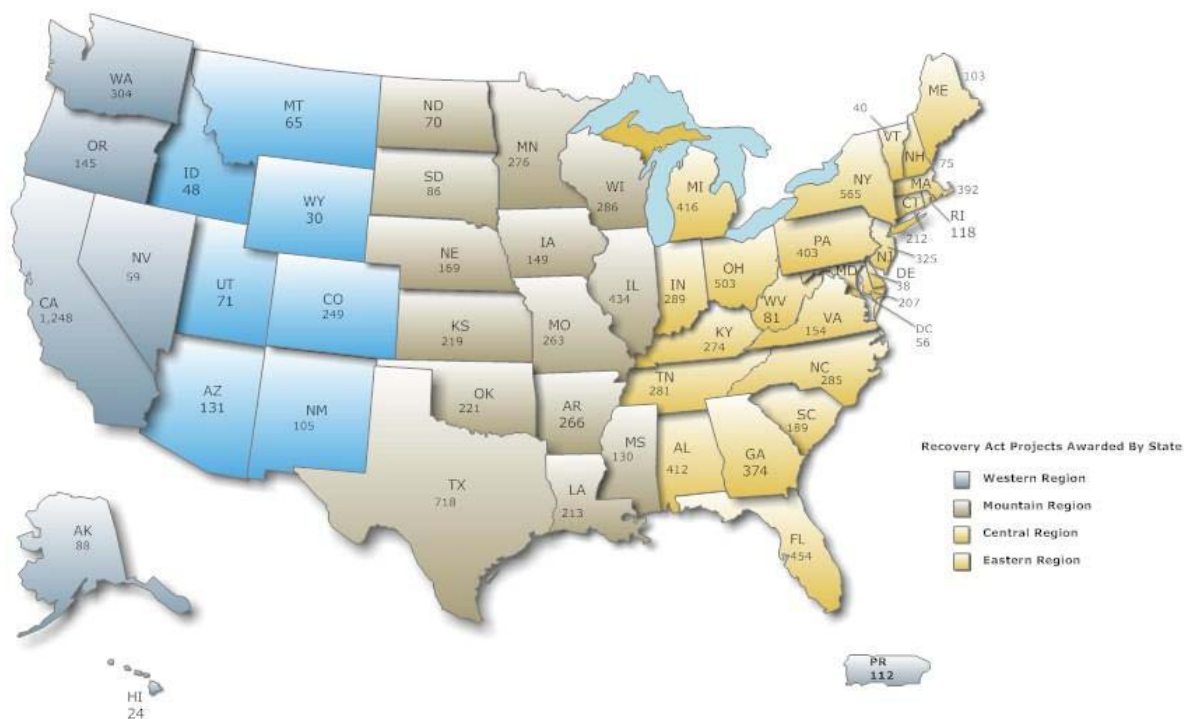 WA
304
OR
145
CA
1,248
NV
59
ID
48
MT
65
WY
30
UT
71
CO
249
AZ
131
NM
105
ND
70
SD
86
NE
169
KS
219
OK
221
TX
718
MN
276
IA
149
MO
263
AR
266
LA
213
WI
286
IL
434
MS
130
MI
416
IN
289
OH
503
KY
274
TN
281
AL
412
GA
374
FL
454
SC
189
NC
285
VA
154
WV
81
PA
403
NY
565
40
VT
NH
75
ME
103
MA
392
CT
212
RI
118
NJ
325
DE
38
MD
207
DC
56
AK
88
HI
24
PR
112
Recovery Act Projects Awarded By State
Western Region
Mountain Region
Central Region
Eastern Region